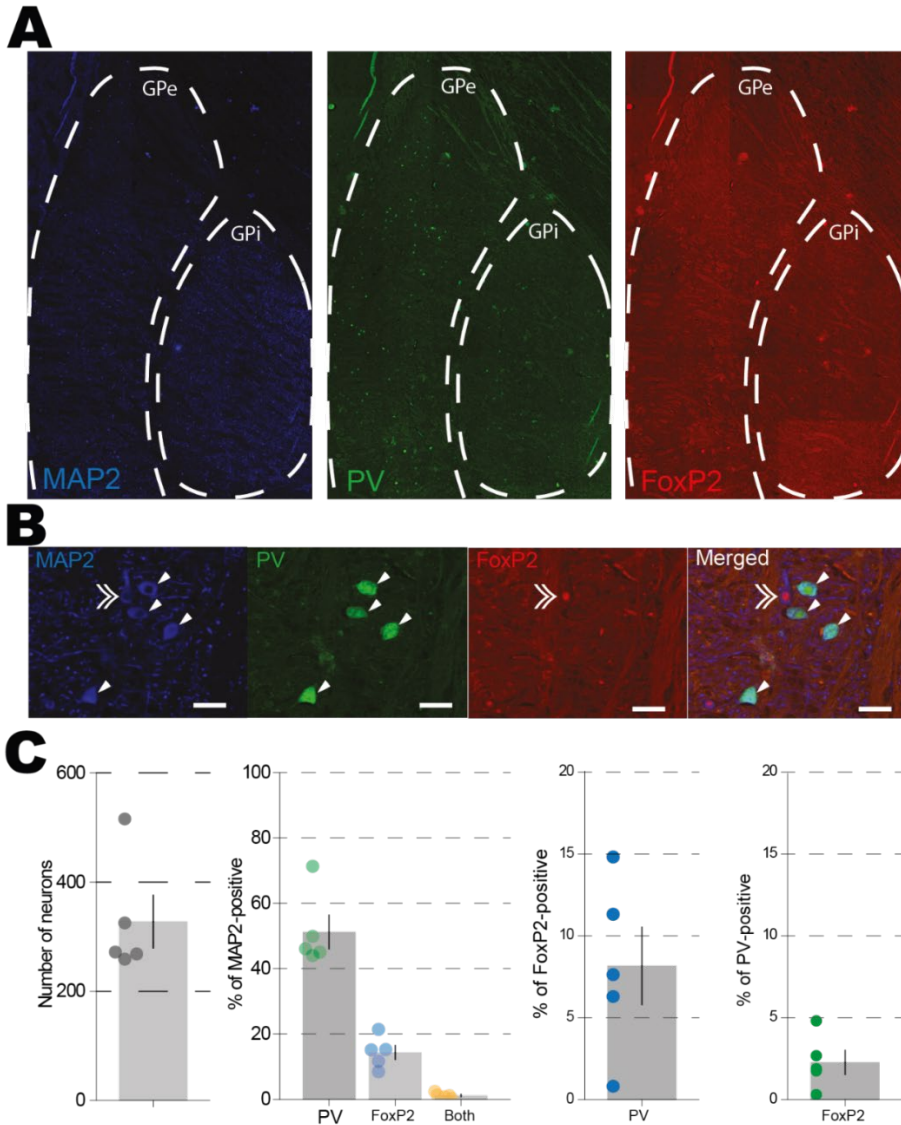 A
GPe
GPi
MAP2
GPe
GPi
PV
GPe
GPi
FoxP2
B
MAP2
PV
FoxP2
Merged
C
Number of neurons
600
400
200
0
% of MAP2-positive
100
80
60
40
20
0
PV FoxP2 Both
% of FoxP2-positive
20
15
10
5
0
PV
% of PV-positive
20
15
10
5
0
FoxP2